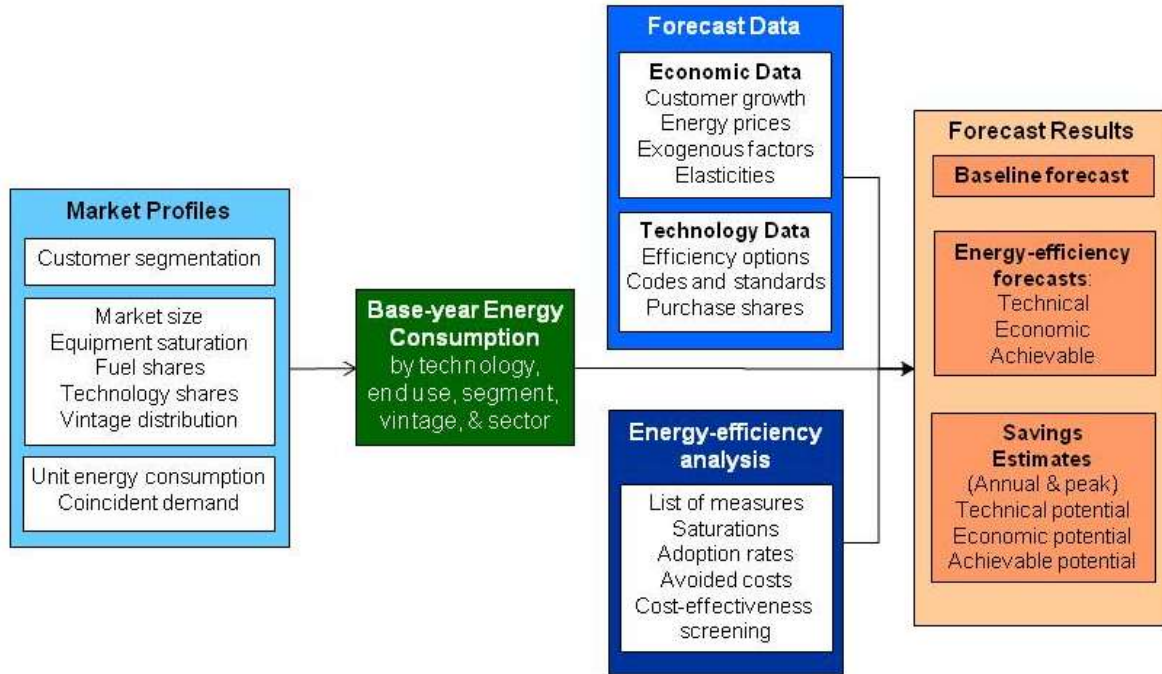 Market Profiles
Customer segmentation
Market size
Equipment saturation
Fuel shares
Technology shares
Vintage distribution
Unit energy consumption
Coincident demand
Base-year Energy
Consumption
by technology,
end use, segment,
vintage, & sector
Forecast Data
Economic Data
Customer growth
Energy prices
Exogenous factors
Elasticities
Technology Data
Efficiency options
Codes and standards
Purchase shares
Energy-efficiency
analysis
List of measures
Saturations
Adoption rates
Avoided costs
Cost-effectiveness
screening
Forecast Results
Baseline forecast
Energy-efficiency
forecasts:
Technical
Economic
Achievable
Savings
Estimates
(Annual & peak)
Technical potential
Economic potential
Achievable potential